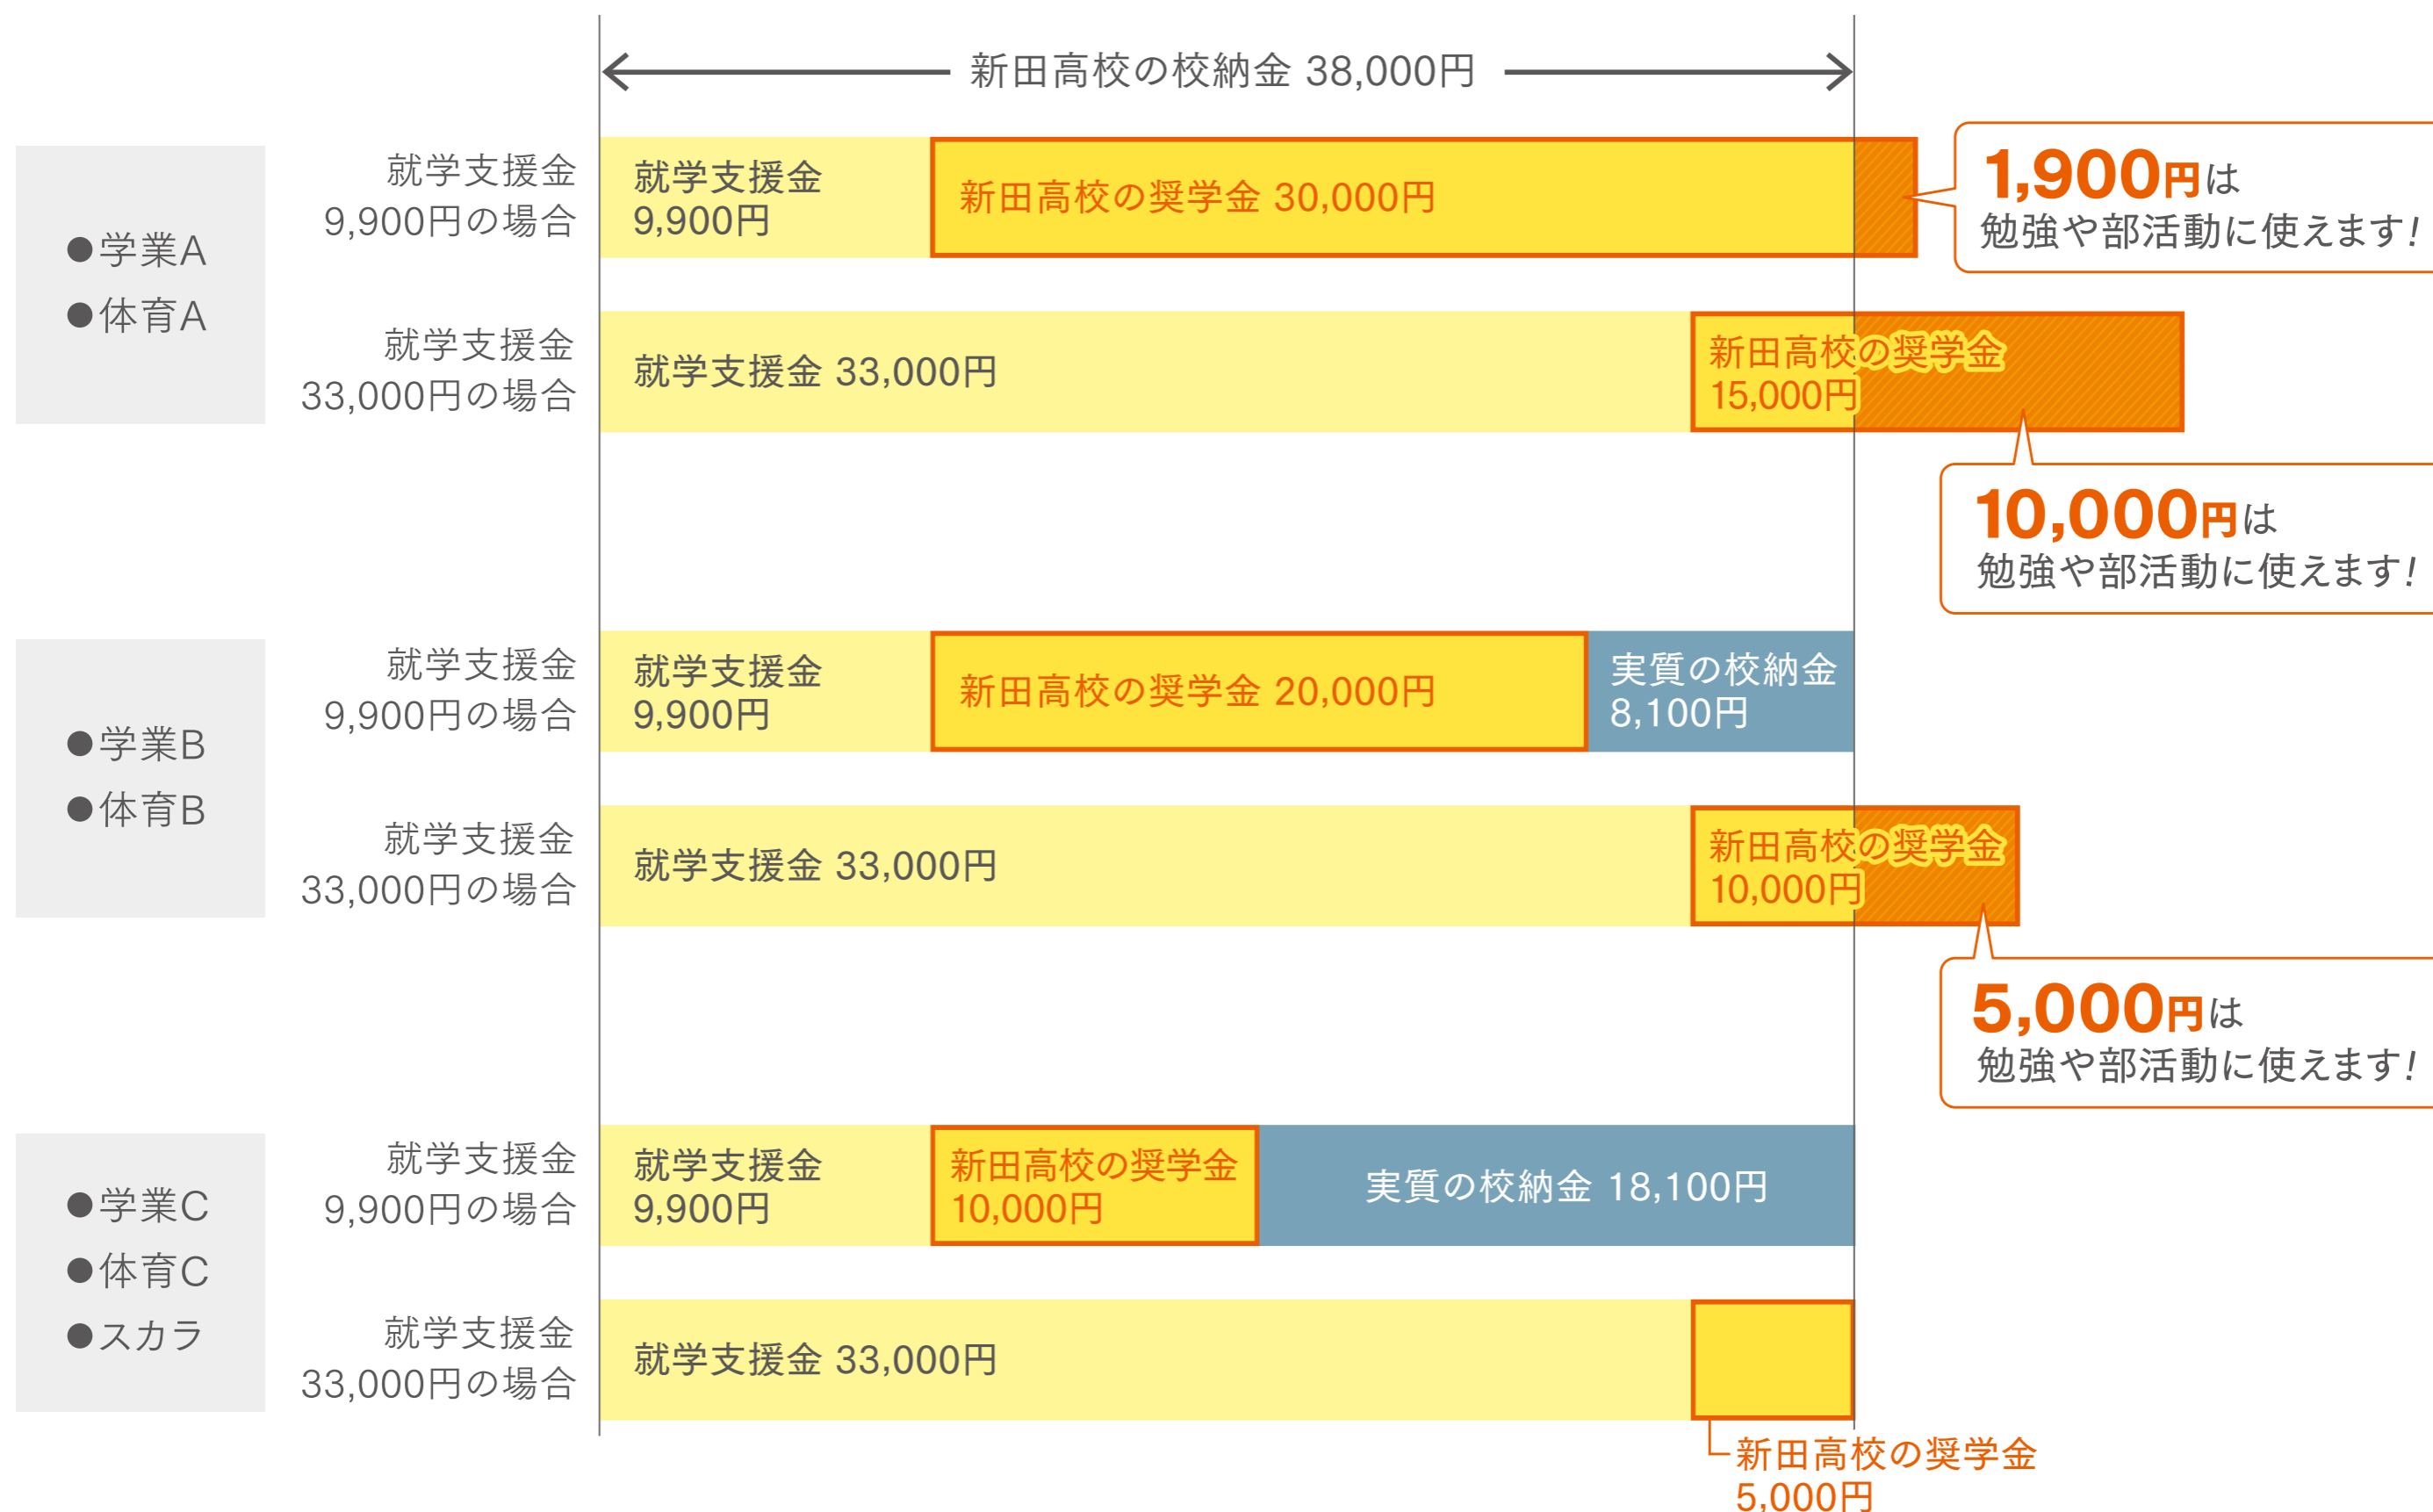 新田高校の校納金 38,000円
●学業A
●体育A
就学支援金
9,900円の場合
就学支援金
9,900円
新田高校の奨学金 30,000円
1,900円は
勉強や部活動に使えます!
就学支援金
33,000円の場合
就学支援金 33,000円
新田高校の奨学金
15,000円
10,000円は
勉強や部活動に使えます!
●学業B
●体育B
就学支援金
9,900円の場合
就学支援金
9,900円
新田高校の奨学金 20,000円
実質の校納金
8,100円
就学支援金
33,000円の場合
就学支援金 33,000円
新田高校の奨学金
10,000円
5,000円は
勉強や部活動に使えます!
●学業C
●体育C
●スカラ
就学支援金
9,900円の場合
就学支援金
9,900円
新田高校の奨学金
10,000円
実質の校納金 18,100円
就学支援金
33,000円の場合
就学支援金 33,000円
新田高校の奨学金
5,000円